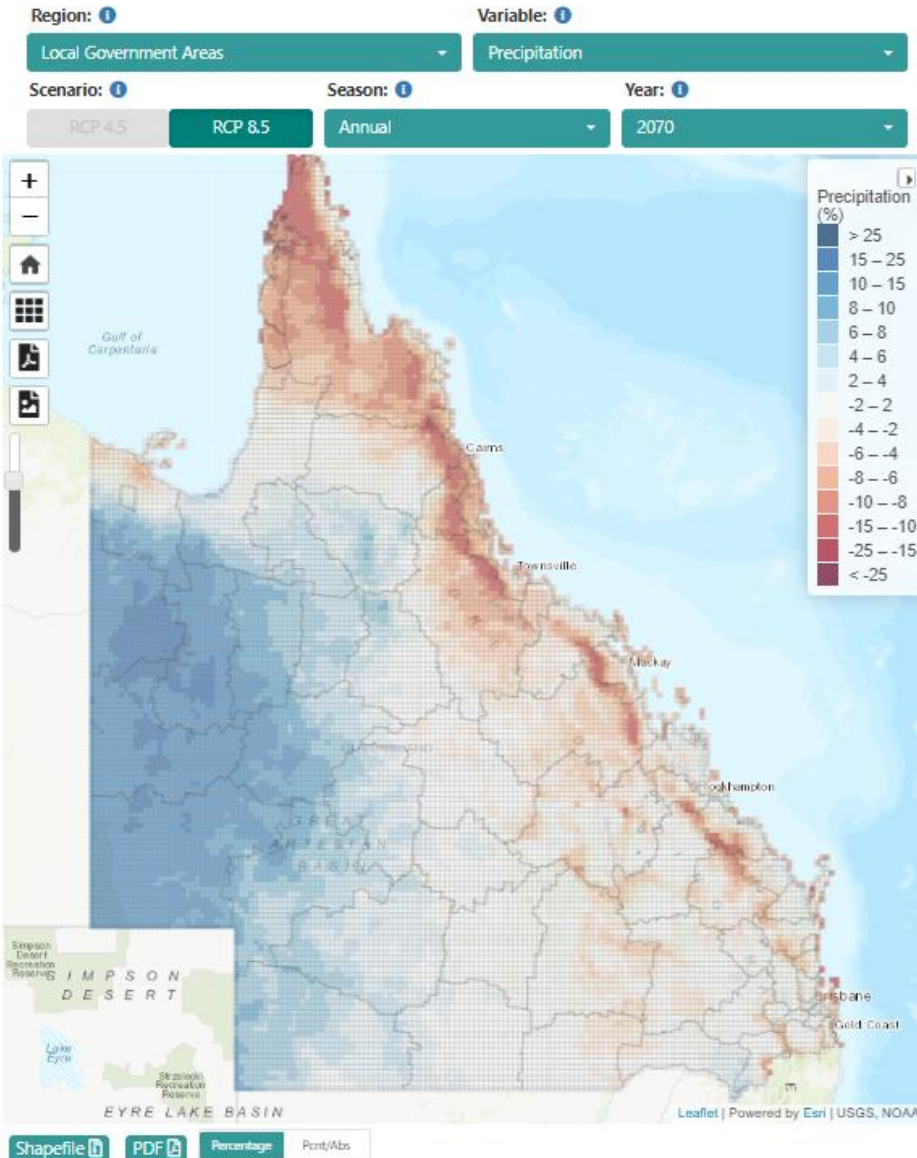 Region:
Variable:
Local Government Areas
Precipitation
Scenario:
Season:
Year:
RCP 4.5
RCP 8.5
Annual
2070
+
−
Precipitation
(%)
> 25
15 – 25
10 – 15
8 – 10
6 – 8
4 – 6
2 – 4
-2 – 2
-4 – -2
-6 – -4
-8 – -6
-10 – -8
-15 – -10
-25 – -15
< -25
Gulf of
Carpentaria
Cairns
Townsville
Mackay
ockhampton
GREAT
ARTESIAN
BASIN
Simpson
Desert
Recreation
Reserve
SIMPSON
DESERT
Brisbane
Gold Coast
Lake
Eyre
Strzelecki
Recreation
Reserve
EYRE LAKE BASIN
Leaflet | Powered by Esri | USGS, NOAA
Shapefile
PDF
Percentage
Pcnt/Abs